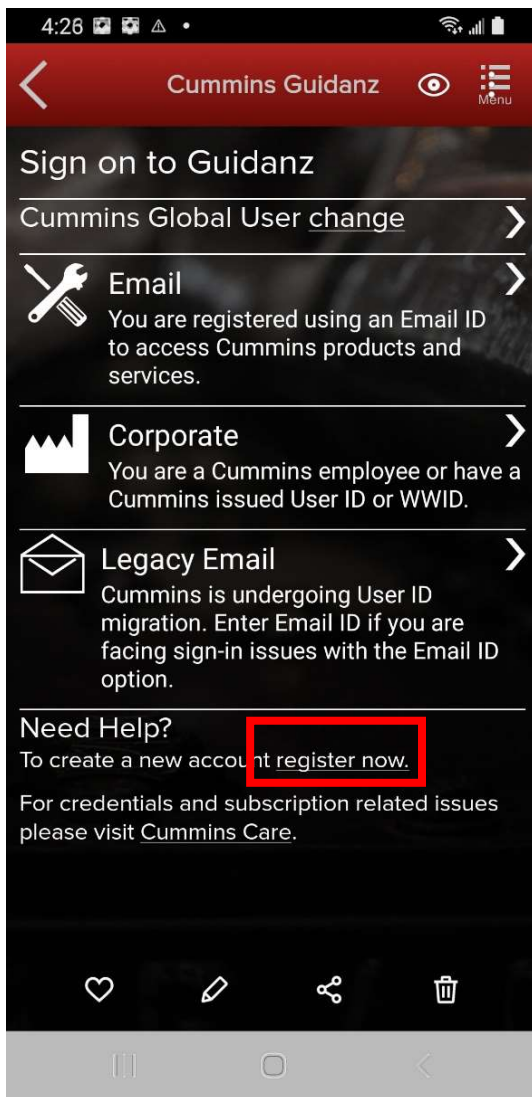 4:26
Cummins Guidanz
Menu
Sign on to Guidanz
Cummins Global User change
Email
You are registered using an Email ID
to access Cummins products and
services.
Corporate
You are a Cummins employee or have a
Cummins issued User ID or WWID.
Legacy Email
Cummins is undergoing User ID
migration. Enter Email ID if you are
facing sign-in issues with the Email ID
option.
Need Help?
To create a new account register now.
For credentials and subscription related issues
please visit Cummins Care.